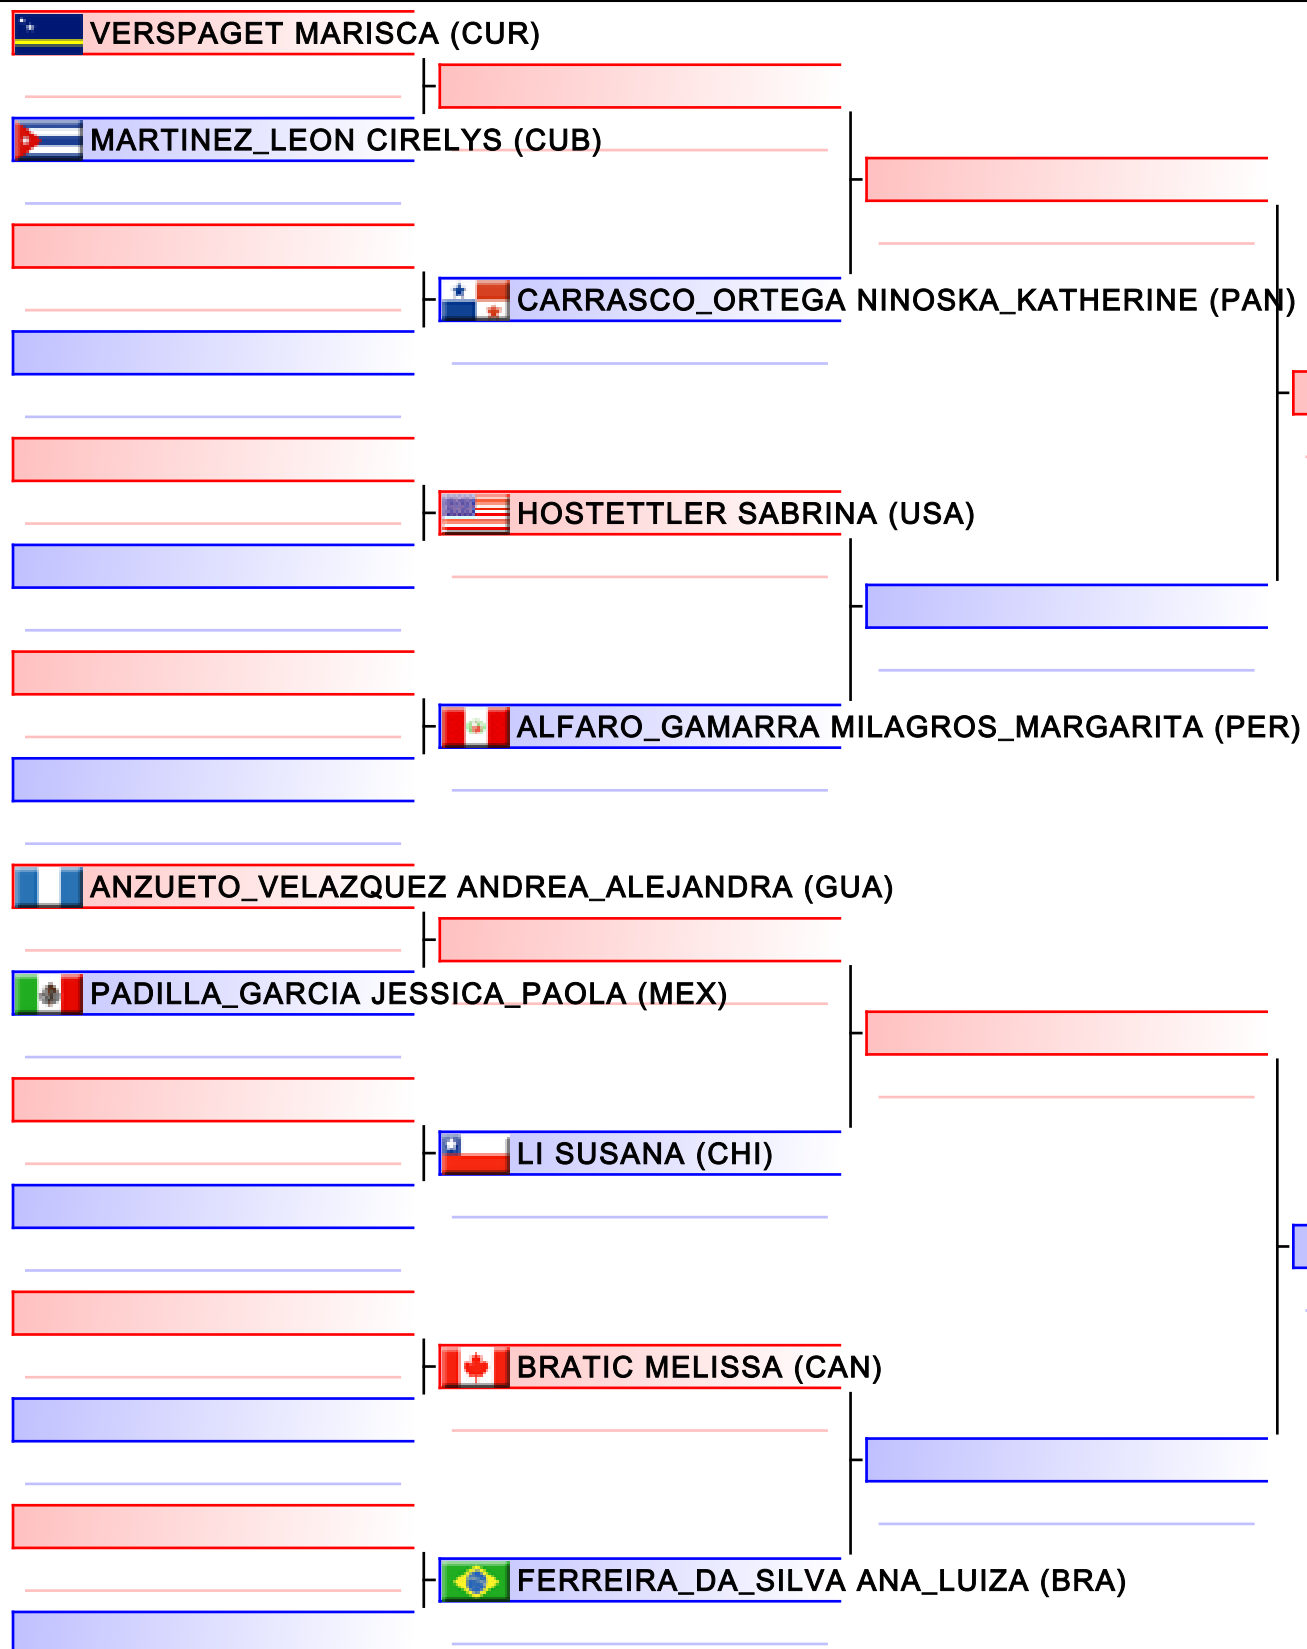 VERSPAGET MARISCA (CUR)
MARTINEZ_LEON CIRELYS (CUB)
CARRASCO_ORTEGA NINOSKA_KATHERINE (PAN)
HOSTETTLER SABRINA (USA)
ALFARO_GAMARRA MILAGROS_MARGARITA (PER)
ANZUETO_VELAZQUEZ ANDREA_ALEJANDRA (GUA)
PADILLA_GARCIA JESSICA_PAOLA (MEX)
LI SUSANA (CHI)
BRATIC MELISSA (CAN)
FERREIRA_DA_SILVA ANA_LUIZA (BRA)